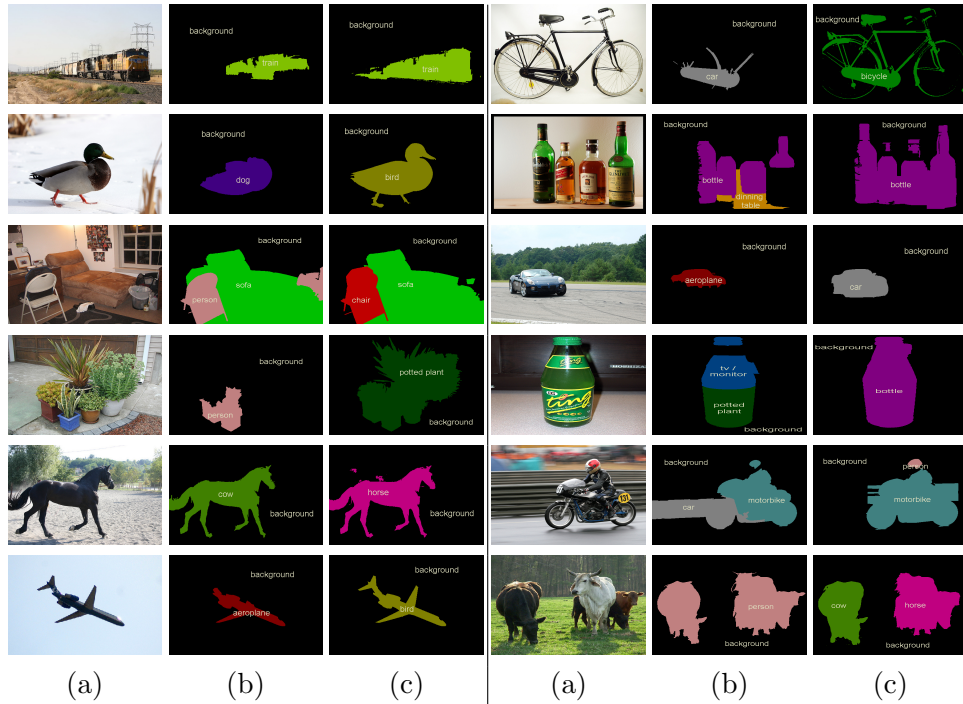 background
train
background
train
background
car
background
bicycle
background
dog
background
bird
background
bottle
dinning
table
background
bottle
background
person
sofa
background
chair
sofa
background
aeroplane
background
car
background
person
potted plant
background
ting
tv /
monitor
potted
plant
background
background
bottle
cow
background
horse
background
131
background
car
motorbike
background
person
motorbike
background
aeroplane
background
bird
person
background
cow
horse
background
(a)
(b)
(c)
(a)
(b)
(c)